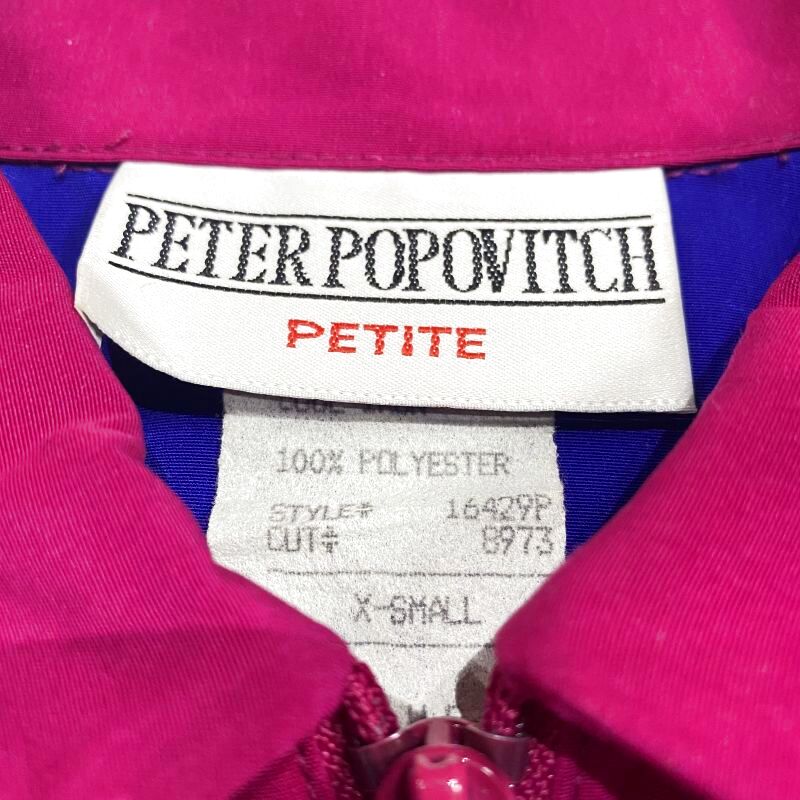 PETER POPOVITCH
PETITE
100% POLYESTER
STYLE# 16429P
CUT# 8973
X-SMALL